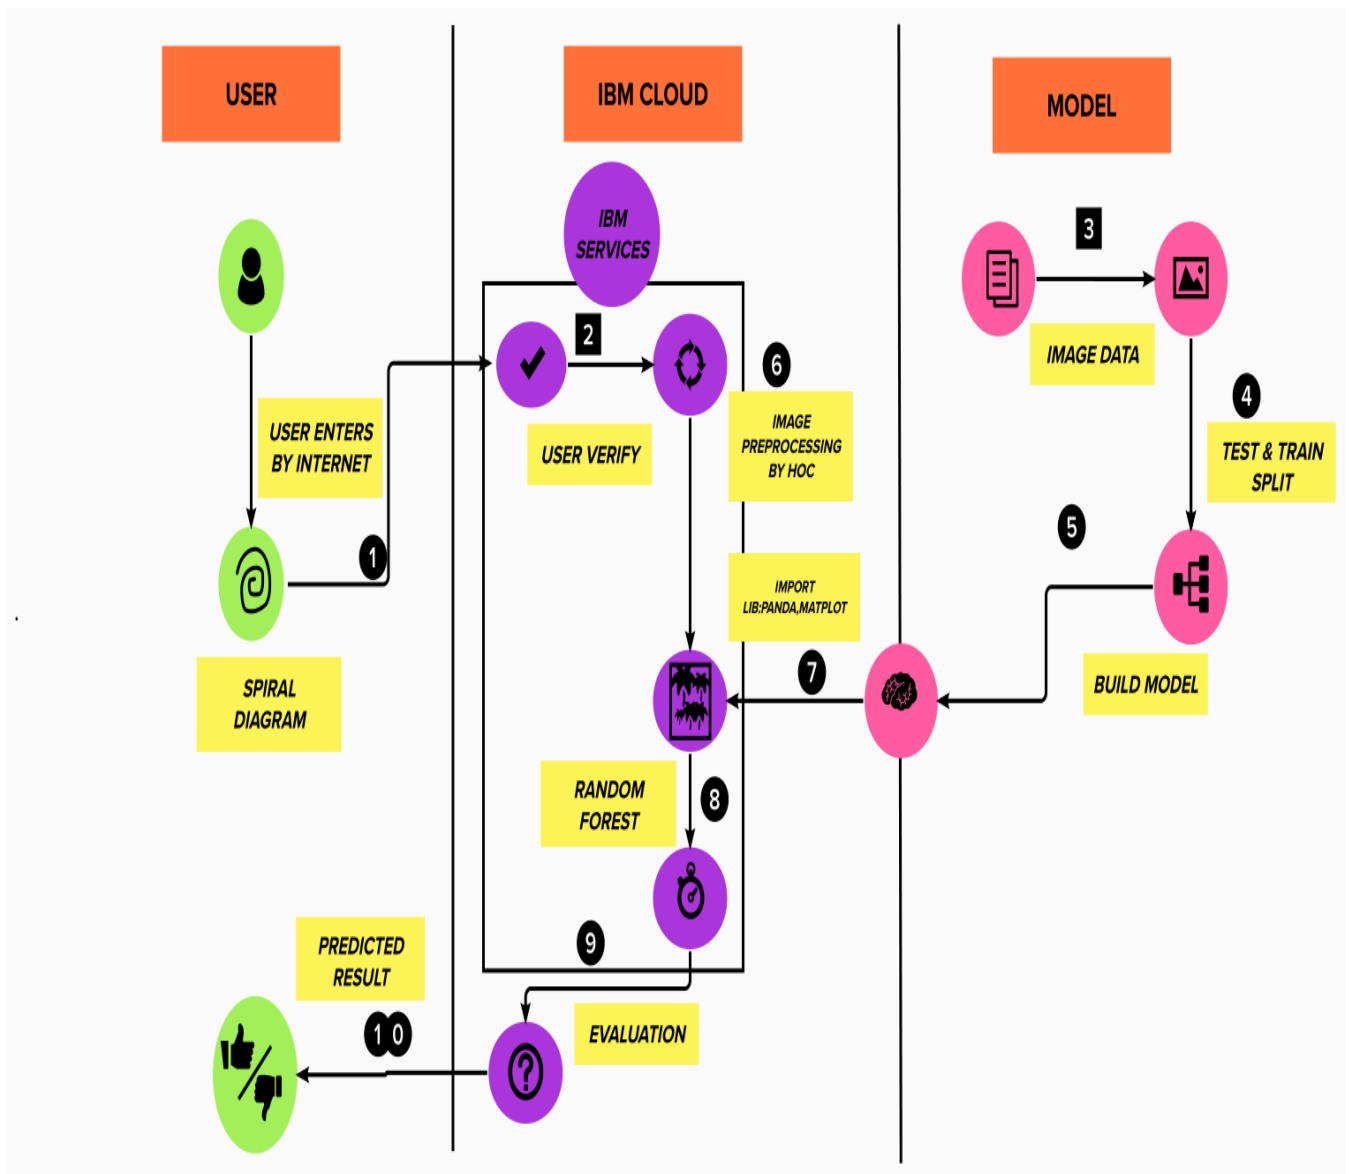 USER
IBM CLOUD
MODEL
IBM
SERVICES
3
2
IMAGE DATA
6
4
USER ENTERS
BY INTERNET
USER VERIFY
IMAGE
PREPROCESSING
BY HOC
TEST & TRAIN
SPLIT
1
5
IMPORT
LIB:PANDA,MATPLOT
SPIRAL
DIAGRAM
7
BUILD MODEL
RANDOM
FOREST
8
9
PREDICTED
RESULT
10
EVALUATION
?